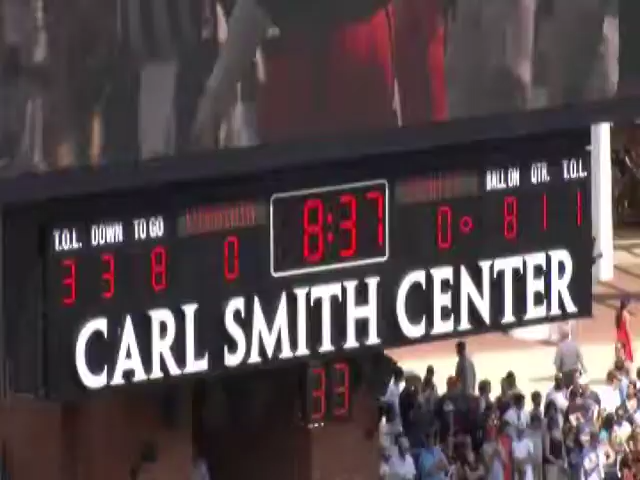 T.O.L. DOWN TO GO 8:37 BALL ON QTR. T.O.L.
3 3 8 0 0 8 1 1
CARL SMITH CENTER
33